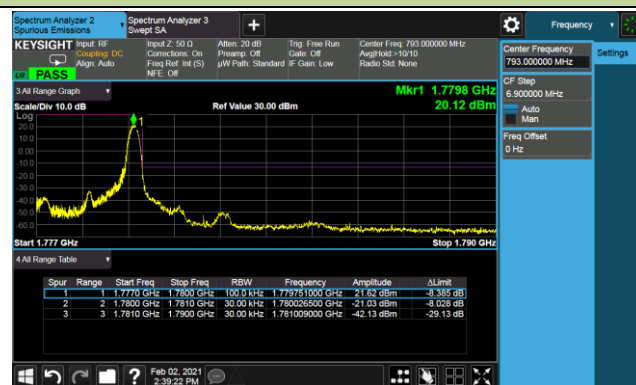 Spectrum Analyzer 2
Spurious Emissions
Spectrum Analyzer 3
Swept SA
Frequency
KEYSIGHT
Input: RF
Coupling: DC
Align: Auto
Input Z: 50 Ω
Corrections: On
Freq Ref: Int (S)
NFE: Off
Atten: 20 dB
Preamp: Off
µW Path: Standard
Trig: Free Run
Gate: Off
IF Gain: Low
Center Freq: 793.000000 MHz
Avg|Hold:>10/10
Radio Std: None
PASS
Center Frequency
793.000000 MHz
Settings
CF Step
6.900000 MHz
Auto
Man
Freq Offset
0 Hz
3 All Range Graph
Mkr1 1.7798 GHz
Scale/Div 10.0 dB
Ref Value 30.00 dBm
20.12 dBm
Log
20.0
10.0
0.00
-10.0
-20.0
-30.0
-40.0
-50.0
-60.0
1
Start 1.777 GHz
Stop 1.790 GHz
4 All Range Table
Spur Range Start Freq Stop Freq RBW Frequency Amplitude ΔLimit
1 1 1.7770 GHz 1.7800 GHz 100.0 kHz 1.779751000 GHz 21.62 dBm -8.385 dB
2 2 1.7800 GHz 1.7810 GHz 30.00 kHz 1.780026500 GHz -21.03 dBm -8.028 dB
3 3 1.7810 GHz 1.7900 GHz 30.00 kHz 1.781009000 GHz -42.13 dBm -29.13 dB
?
Feb 02, 2021
2:39:22 PM